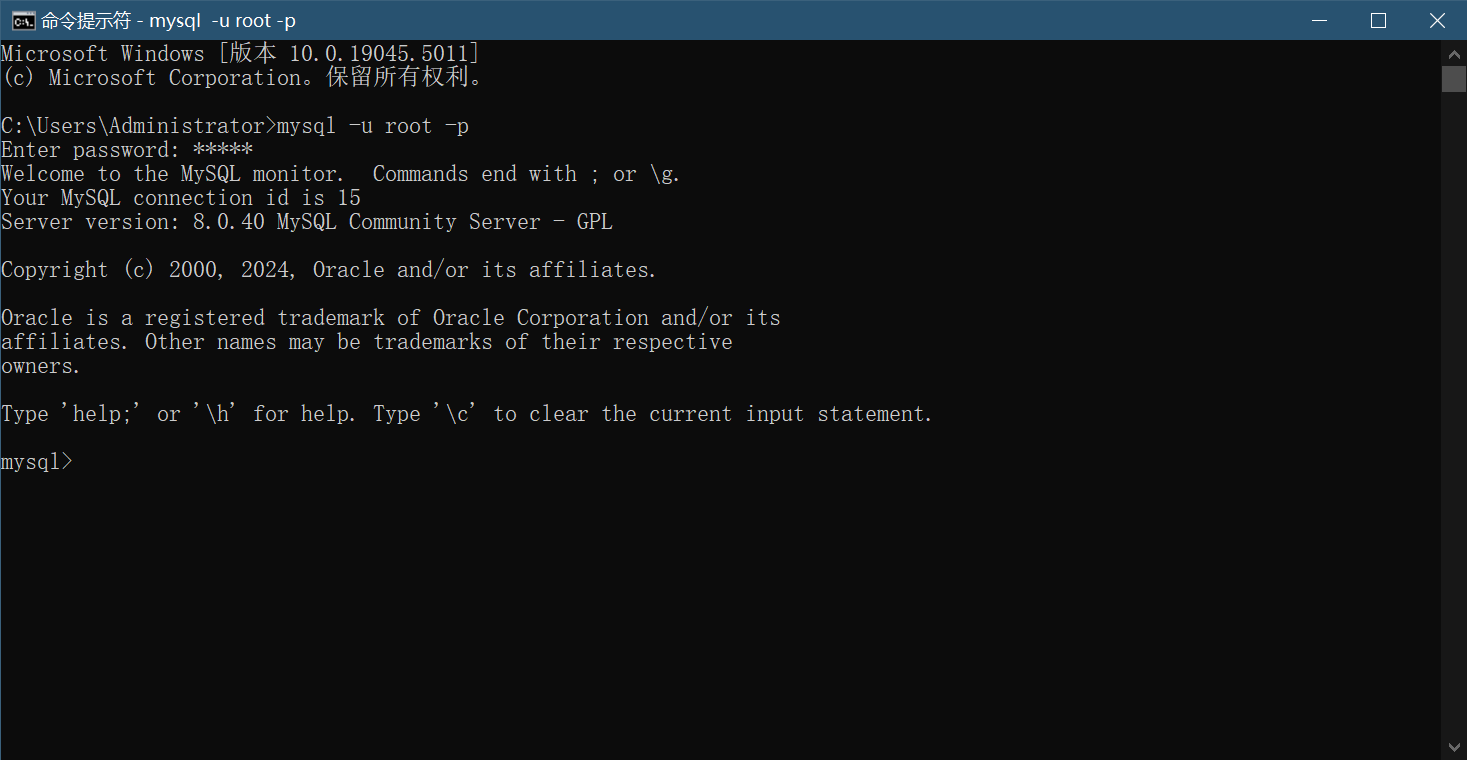 命令提示符 - mysql  -u root -p
Microsoft Windows [版本 10.0.19045.5011]
(c) Microsoft Corporation。保留所有权利。
C:\Users\Administrator>mysql -u root -p
Enter password: *****
Welcome to the MySQL monitor.  Commands end with ; or \g.
Your MySQL connection id is 15
Server version: 8.0.40 MySQL Community Server - GPL
Copyright (c) 2000, 2024, Oracle and/or its affiliates.
Oracle is a registered trademark of Oracle Corporation and/or its
affiliates. Other names may be trademarks of their respective
owners.
Type 'help;' or '\h' for help. Type '\c' to clear the current input statement.
mysql>